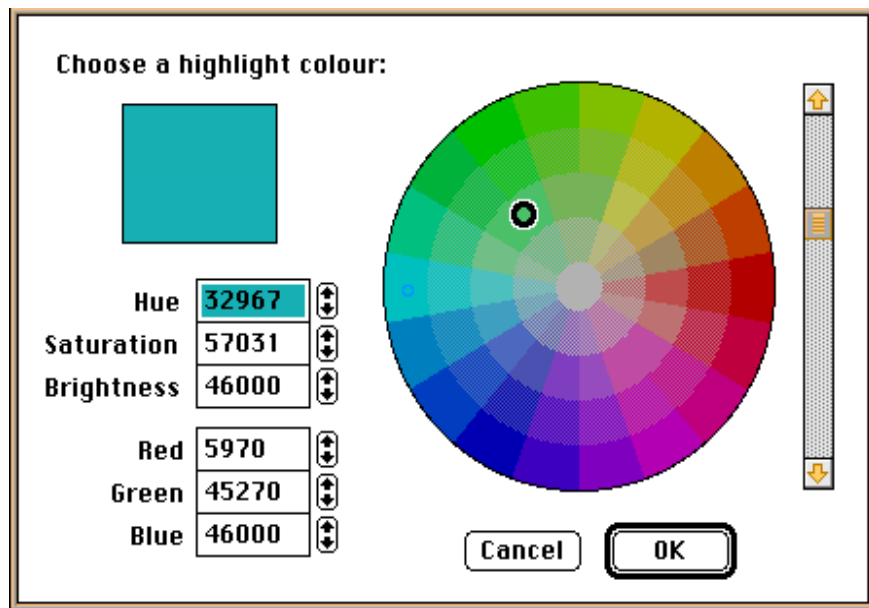 Choose a highlight colour:
Hue 32967
Saturation 57031
Brightness 46000
Red 5970
Green 45270
Blue 46000
Cancel OK